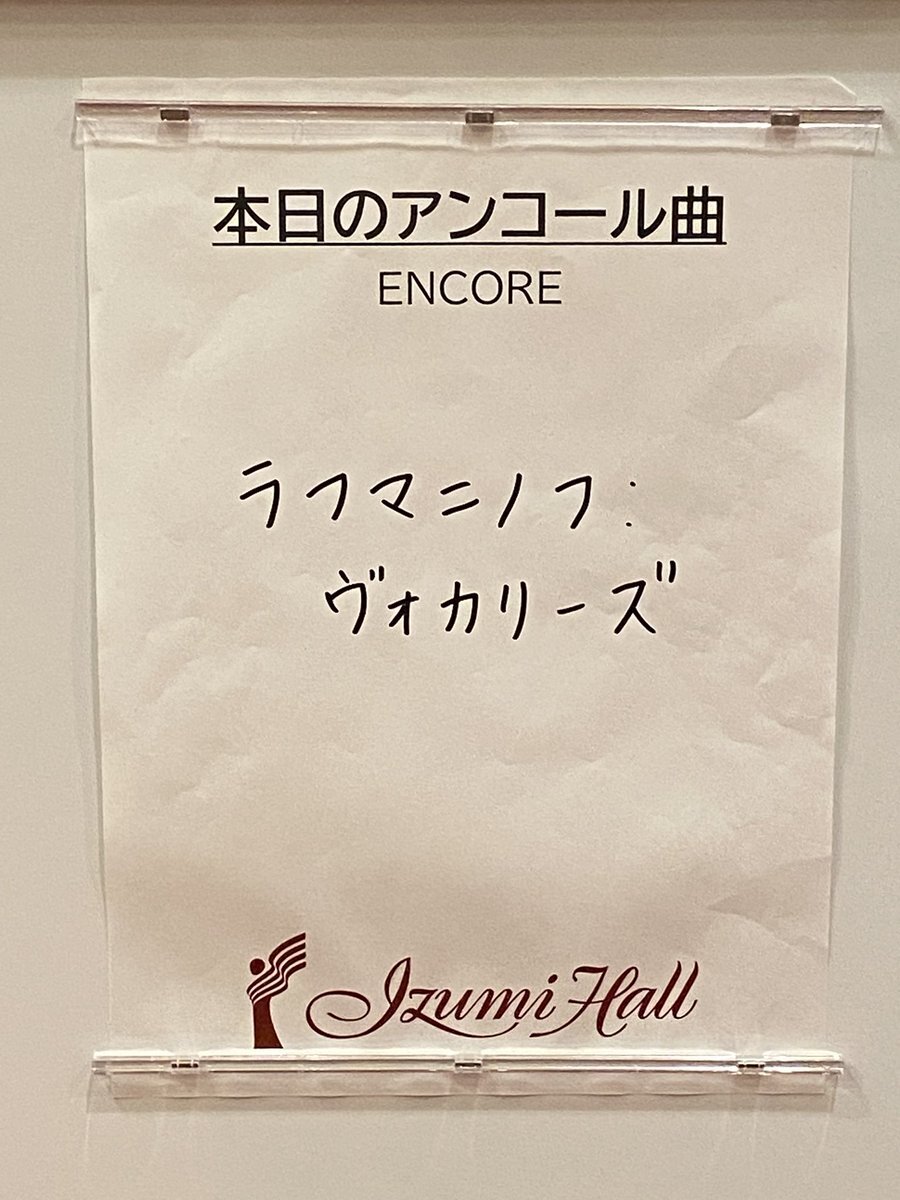 本日のアンコール曲
ENCORE
ラフマニノフ:
ヴォカリーズ
Izumi Hall